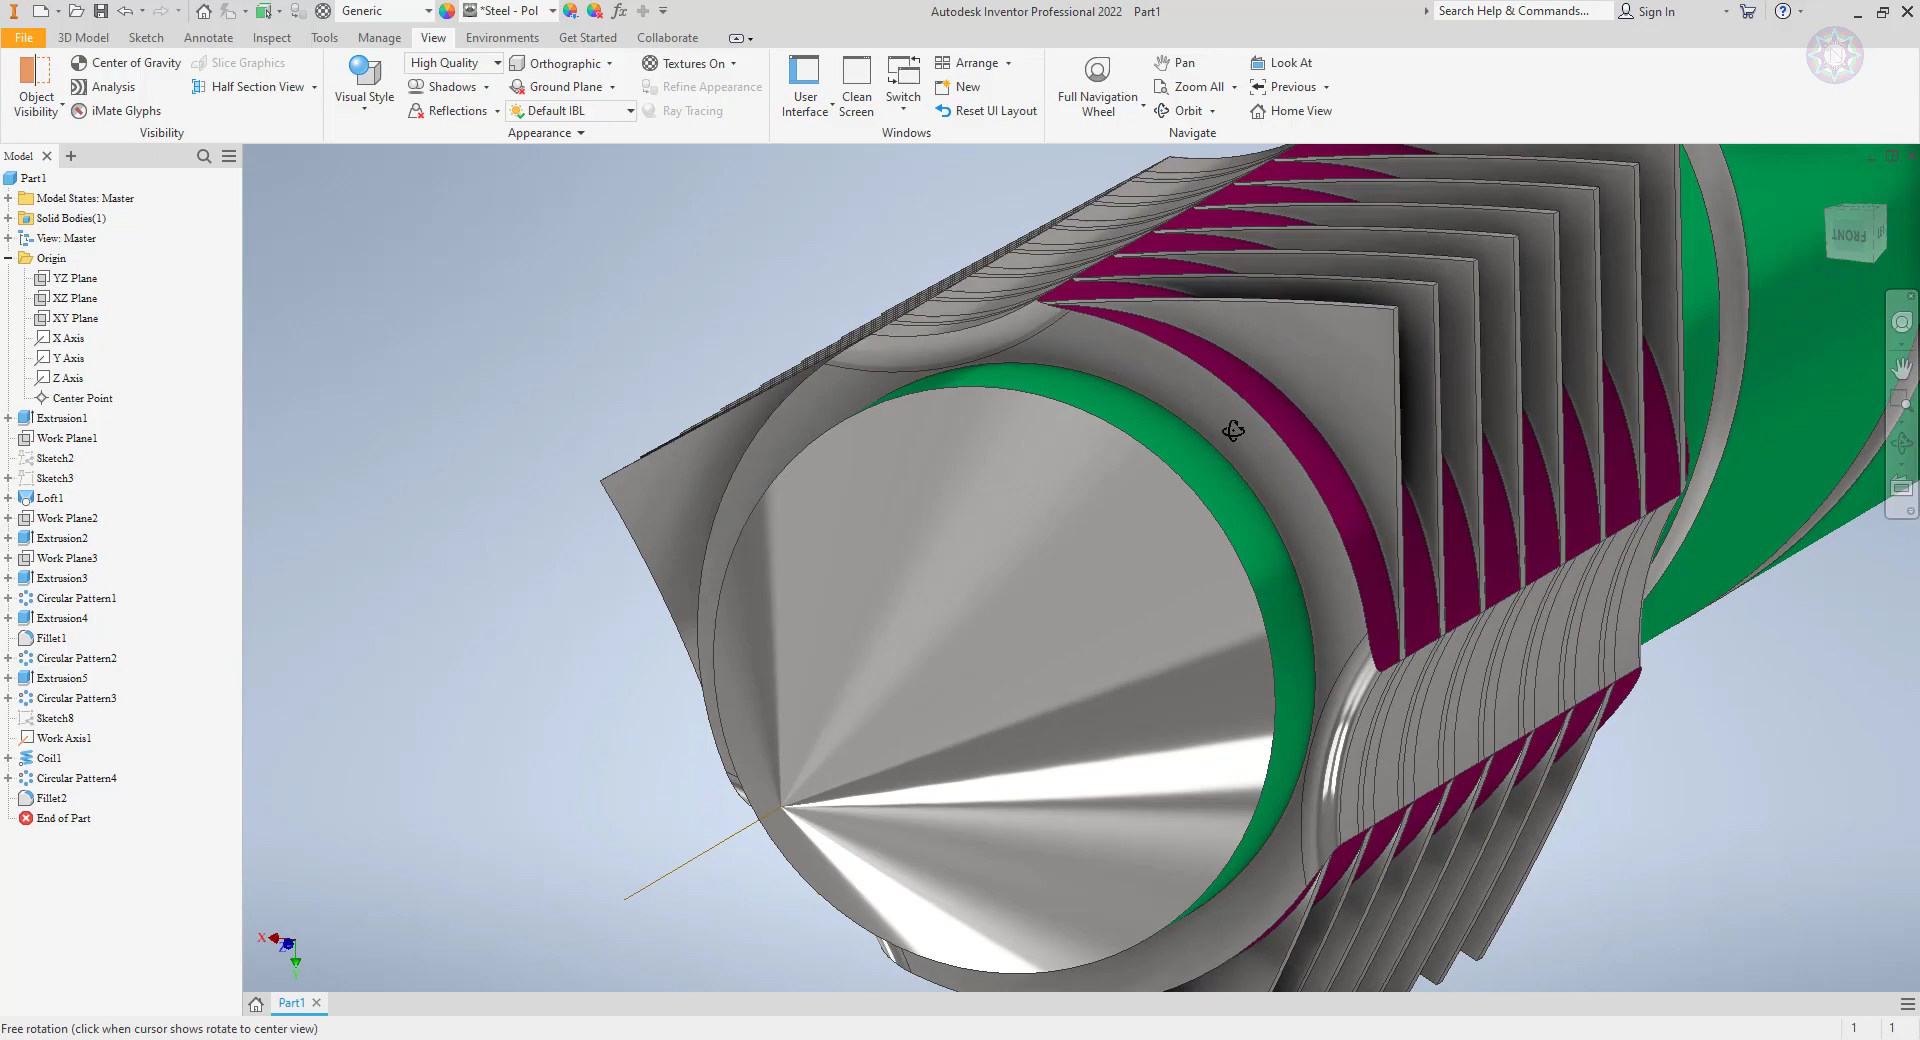 Generic
*Steel - Pol
fx
Autodesk Inventor Professional 2022 Part1
Search Help & Commands...
Sign In
File
3D Model
Sketch
Annotate
Inspect
Tools
Manage
View
Environments
Get Started
Collaborate
Object Visibility
Center of Gravity
Analysis
iMate Glyphs
Slice Graphics
Half Section View
Visibility
Visual Style
High Quality
Shadows
Reflections
Orthographic
Ground Plane
Default IBL
Textures On
Refine Appearance
Ray Tracing
Appearance
User Interface
Clean Screen
Switch
Arrange
New
Reset UI Layout
Windows
Full Navigation Wheel
Pan
Zoom All
Orbit
Look At
Previous
Home View
Navigate
Model
Part1
Model States: Master
Solid Bodies(1)
View: Master
Origin
YZ Plane
XZ Plane
XY Plane
X Axis
Y Axis
Z Axis
Center Point
Extrusion1
Work Plane1
Sketch2
Sketch3
Loft1
Work Plane2
Extrusion2
Work Plane3
Extrusion3
Circular Pattern1
Extrusion4
Fillet1
Circular Pattern2
Extrusion5
Circular Pattern3
Sketch8
Work Axis1
Coil1
Circular Pattern4
Fillet2
End of Part
FRONT
X
Z
Y
Part1
Free rotation (click when cursor shows rotate to center view)
1 1